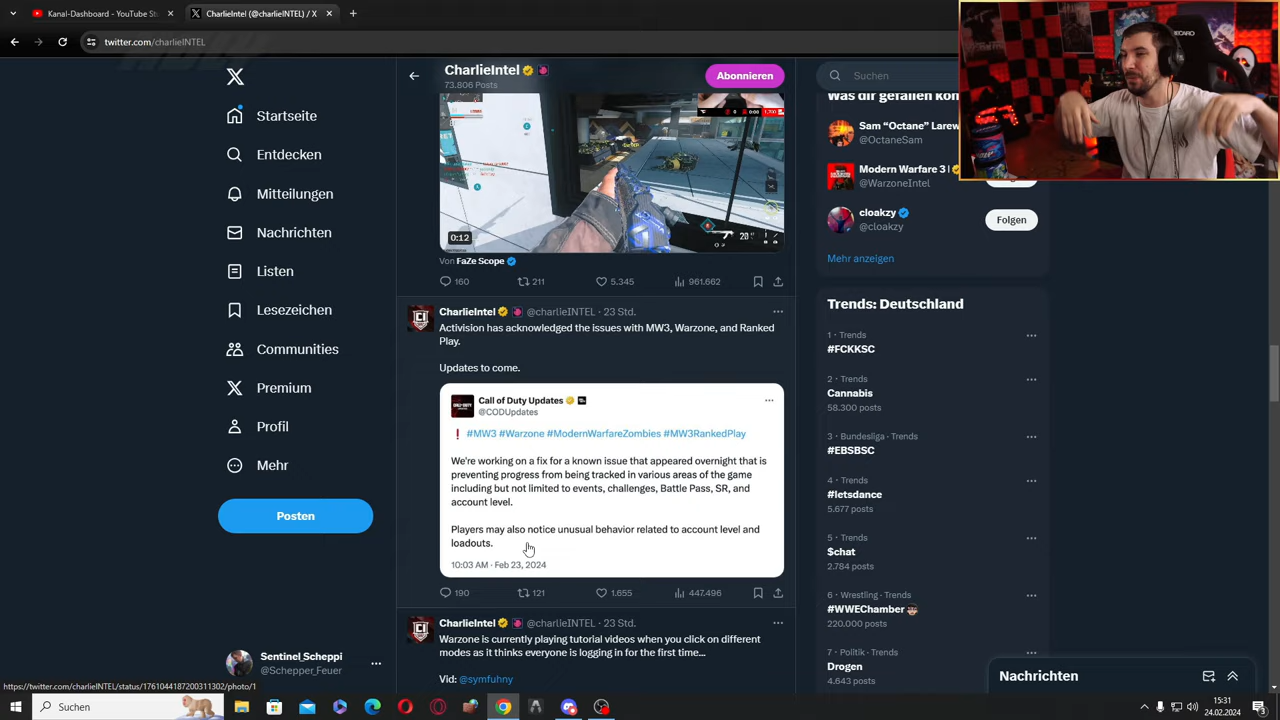 Kanal-Dashboard - YouTube St
CharlieIntel (@charlieINTEL) / X
twitter.com/charlieINTEL
CharlieIntel
73.806 Posts
Abonnieren
Suchen
Startseite
Entdecken
Mitteilungen
Nachrichten
Listen
Lesezeichen
Communities
Premium
Profil
Mehr
Posten
Sentinel_Scheppi
@Schepper_Feuer
0:12
Von FaZe Scope
160
211
5.345
961.662
CharlieIntel @charlieINTEL · 23 Std.
Activision has acknowledged the issues with MW3, Warzone, and Ranked
Play.
Updates to come.
Call of Duty Updates
@CODUpdates
❗ #MW3 #Warzone #ModernWarfareZombies #MW3RankedPlay
We're working on a fix for a known issue that appeared overnight that is
preventing progress from being tracked in various areas of the game
including but not limited to events, challenges, Battle Pass, SR, and
account level.
Players may also notice unusual behavior related to account level and
loadouts.
10:03 AM · Feb 23, 2024
190
121
1.655
447.496
CharlieIntel @charlieINTEL · 23 Std.
Warzone is currently playing tutorial videos when you click on different
modes as it thinks everyone is logging in for the first time...
Vid: @symfuhny
Was dir gefallen kön
Sam “Octane” Larew
@OctaneSam
Modern Warfare 3 |
@WarzoneIntel
cloakzy
@cloakzy
Folgen
Mehr anzeigen
Trends: Deutschland
1 · Trends
#FCKKSC
2 · Trends
Cannabis
58.300 posts
3 · Bundesliga · Trends
#EBSBSC
4 · Trends
#letsdance
5.677 posts
5 · Trends
$chat
2.784 posts
6 · Wrestling · Trends
#WWEChamber
220.000 posts
7 · Politik · Trends
Drogen
4.643 posts
Nachrichten
https://twitter.com/charlieINTEL/status/1761044187200311302/photo/1
Suchen
15:31
24.02.2024